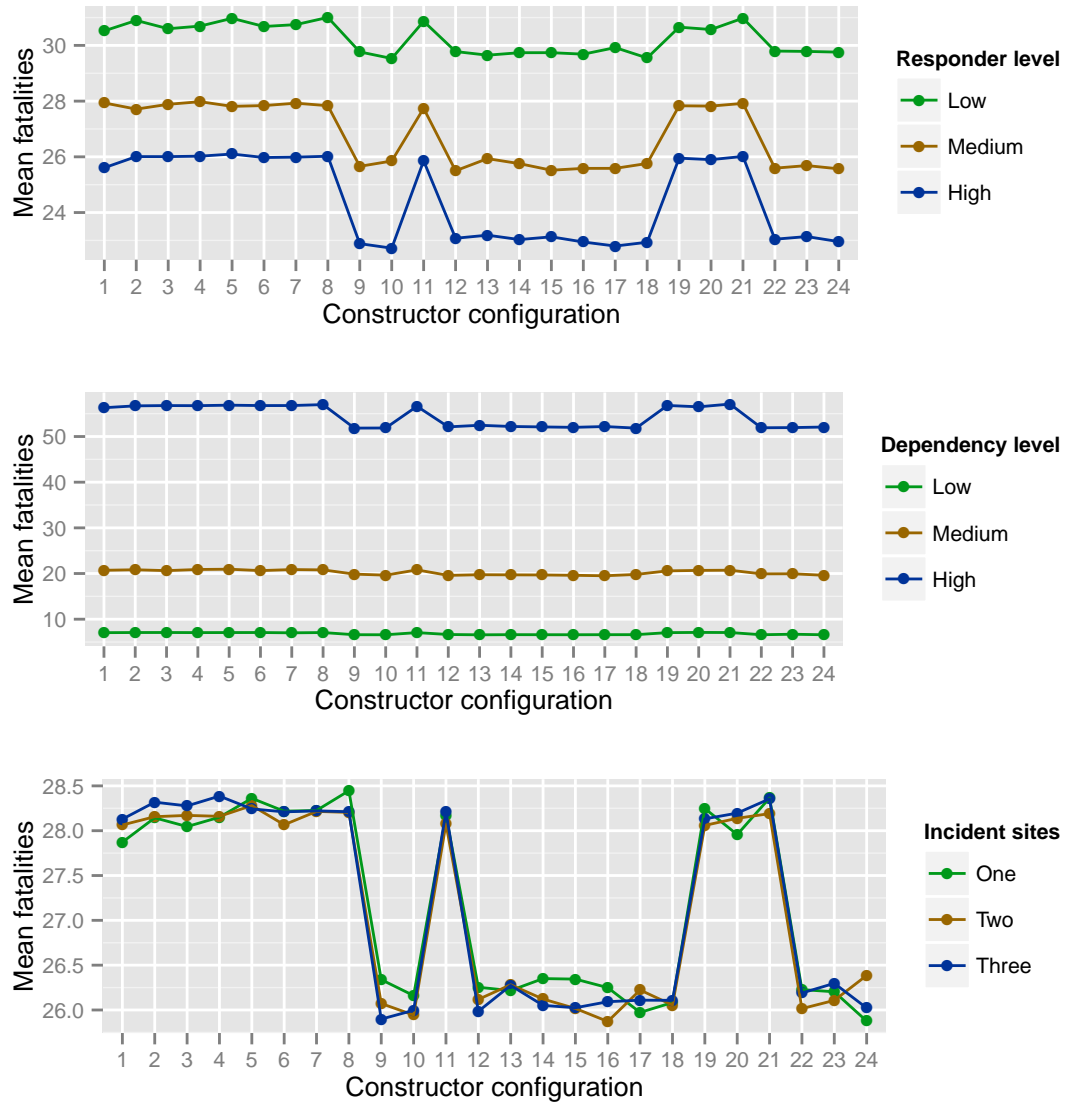 Mean fatalities
30
28
26
24
1 2 3 4 5 6 7 8 9 10 11 12 13 14 15 16 17 18 19 20 21 22 23 24
Constructor configuration
Responder level
Low
Medium
High
Mean fatalities
50
40
30
20
10
1 2 3 4 5 6 7 8 9 10 11 12 13 14 15 16 17 18 19 20 21 22 23 24
Constructor configuration
Dependency level
Low
Medium
High
Mean fatalities
28.5
28.0
27.5
27.0
26.5
26.0
1 2 3 4 5 6 7 8 9 10 11 12 13 14 15 16 17 18 19 20 21 22 23 24
Constructor configuration
Incident sites
One
Two
Three